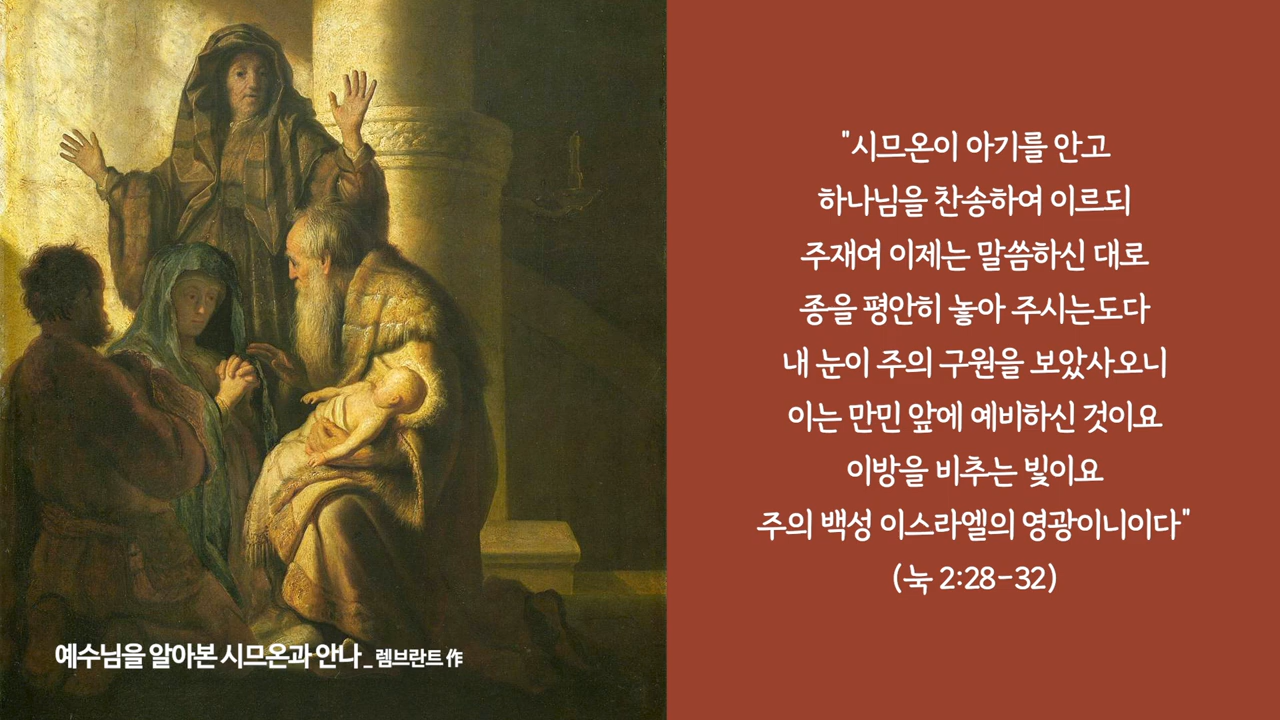 "시므온이 아기를 안고
하나님을 찬송하여 이르되
주재여 이제는 말씀하신 대로
종을 평안히 놓아 주시는도다
내 눈이 주의 구원을 보았사오니
이는 만민 앞에 예비하신 것이요
이방을 비추는 빛이요
주의 백성 이스라엘의 영광이니이다"
(눅 2:28-32)
예수님을 알아본 시므온과 안나_렘브란트 作